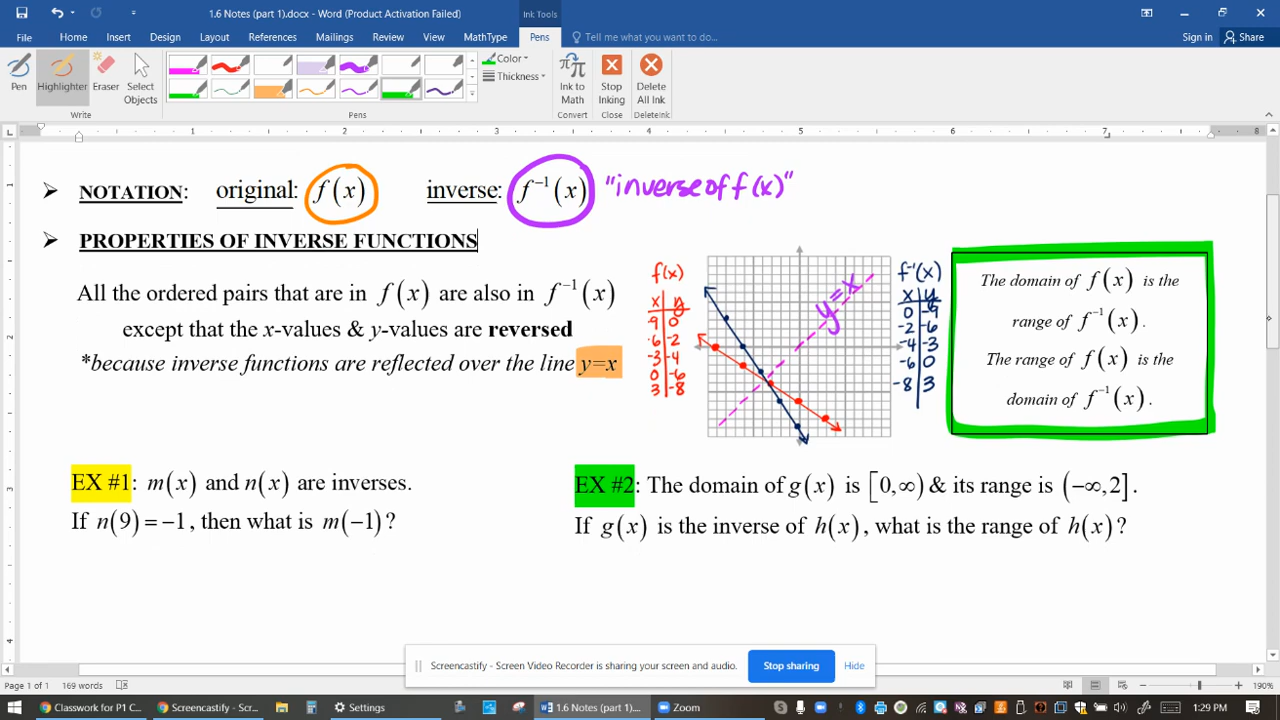 1.6 Notes (part 1).docx - Word (Product Activation Failed)
Ink Tools
File Home Insert Design Layout References Mailings Review View MathType Pens Tell me what you want to do...
Sign in Share
Pen Highlighter Eraser Select Objects
Color
Thickness
Ink to Math
Stop Inking
Delete All Ink
Write Pens Convert Close DeleteInk
1 2 3 4 5 6 7 8
➤ NOTATION: original: f(x) inverse: f⁻¹(x) "inverse of f(x)"
➤ PROPERTIES OF INVERSE FUNCTIONS
All the ordered pairs that are in f(x) are also in f⁻¹(x)
except that the x-values & y-values are reversed
*because inverse functions are reflected over the line y=x
f(x)
x y
-9 0
-6 -2
-3 -4
0 -6
3 -8
y=x
f⁻¹(x)
x y
0 -9
-2 -6
-4 -3
-6 0
-8 3
The domain of f(x) is the
range of f⁻¹(x).
The range of f(x) is the
domain of f⁻¹(x).
EX #1: m(x) and n(x) are inverses.
If n(9) = −1, then what is m(−1)?
EX #2: The domain of g(x) is [0,∞) & its range is (−∞,2].
If g(x) is the inverse of h(x), what is the range of h(x)?
Screencastify - Screen Video Recorder is sharing your screen and audio. Stop sharing Hide
Page 1 of 1 169 words 190%
Classwork for P1 C... Screencastify - Scr... Settings 1.6 Notes (part 1).... Zoom 1:29 PM